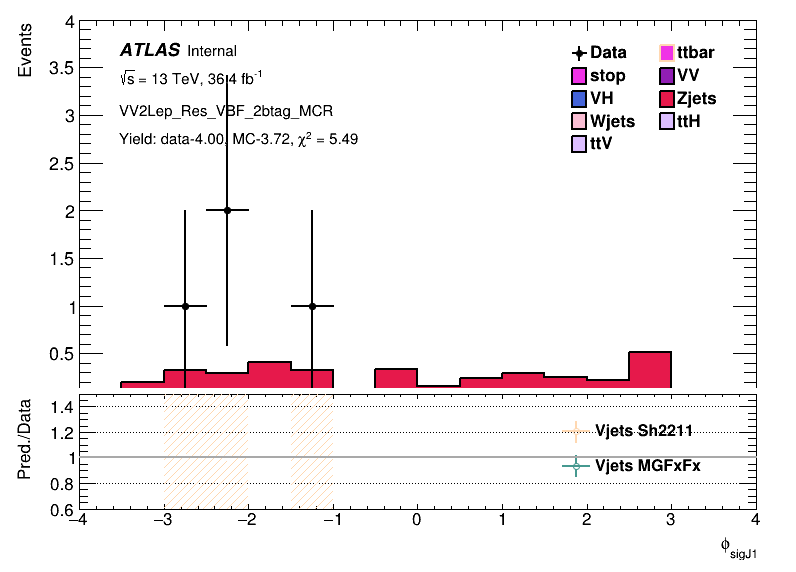 Events
4
3.5
3
2.5
2
1.5
1
0.5
ATLAS Internal
√s = 13 TeV, 36.4 fb⁻¹
VV2Lep_Res_VBF_2btag_MCR
Yield: data-4.00, MC-3.72, χ² = 5.49
Data
ttbar
stop
VV
VH
Zjets
Wjets
ttH
ttV
Pred./Data
1.4
1.2
1
0.8
0.6
Vjets Sh2211
Vjets MGFxFx
−4 −3 −2 −1 0 1 2 3 4
ϕsigJ1